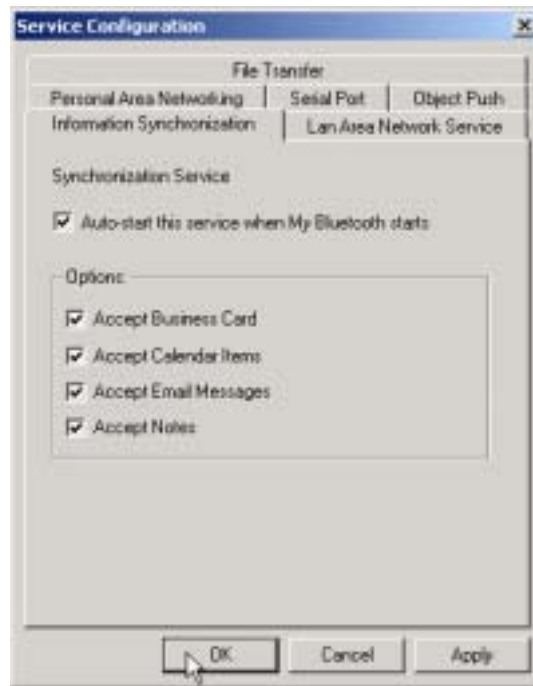 Service Configuration
File Transfer
Personal Area Networking
Serial Port
Object Push
Information Synchronization
Lan Area Network Service
Synchronization Service
Auto-start this service when My Bluetooth starts
Options
Accept Business Card
Accept Calendar Items
Accept Email Messages
Accept Notes
OK
Cancel
Apply